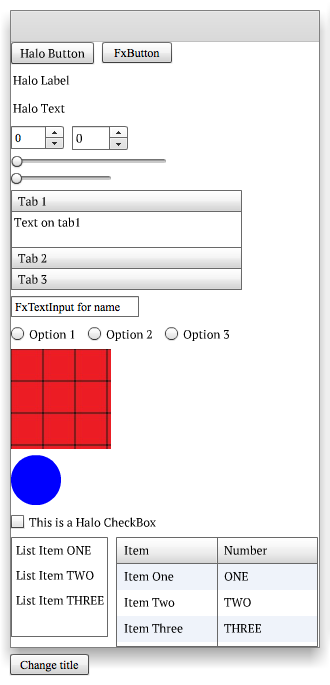 Halo Button FxButton
Halo Label
Halo Text
0 0
Tab 1
Text on tab1
Tab 2
Tab 3
FxTextInput for name
Option 1 Option 2 Option 3
This is a Halo CheckBox
List Item ONE
List Item TWO
List Item THREE
Item Number
Item One ONE
Item Two TWO
Item Three THREE
Change title